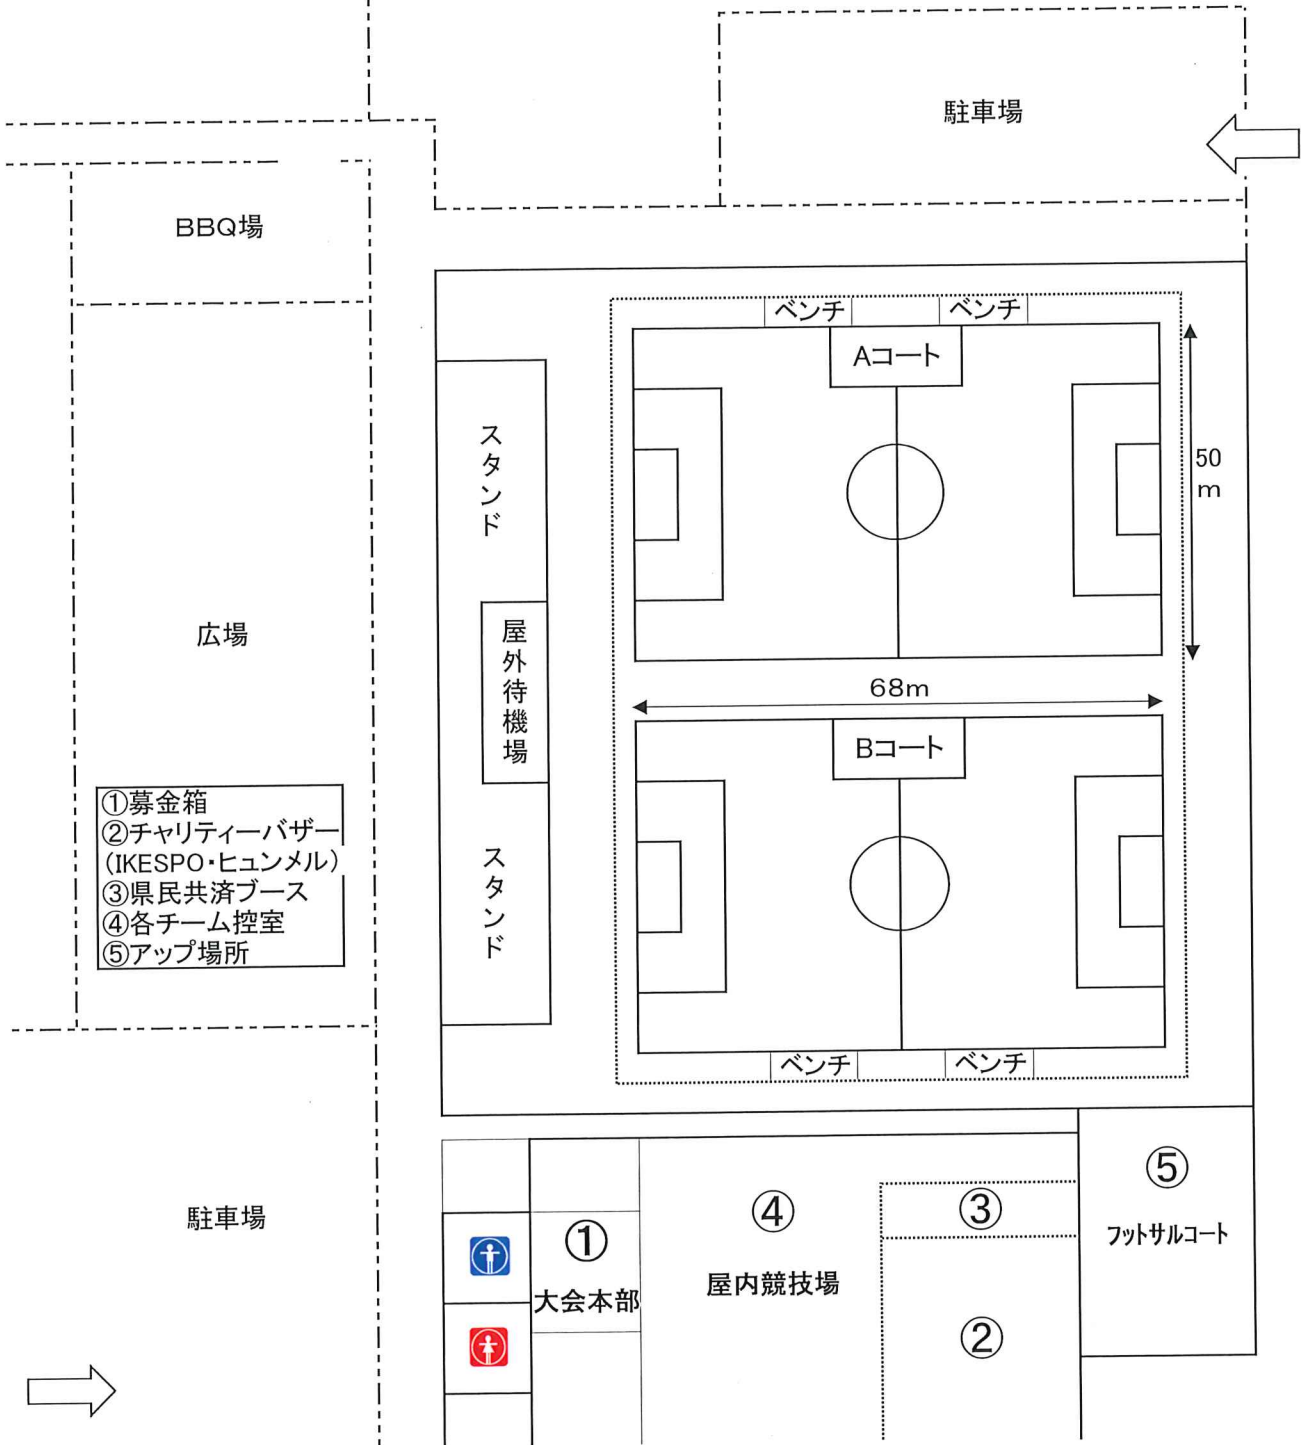 駐車場
BBQ場
ベンチ
ベンチ
Aコート
スタンド
50
m
広場
屋外待機場
68m
Bコート
①募金箱
②チャリティーバザー
(IKESPO・ヒュンメル)
③県民共済ブース
④各チーム控室
⑤アップ場所
スタンド
ベンチ
ベンチ
駐車場
①
大会本部
④
屋内競技場
③
②
⑤
フットサルコート